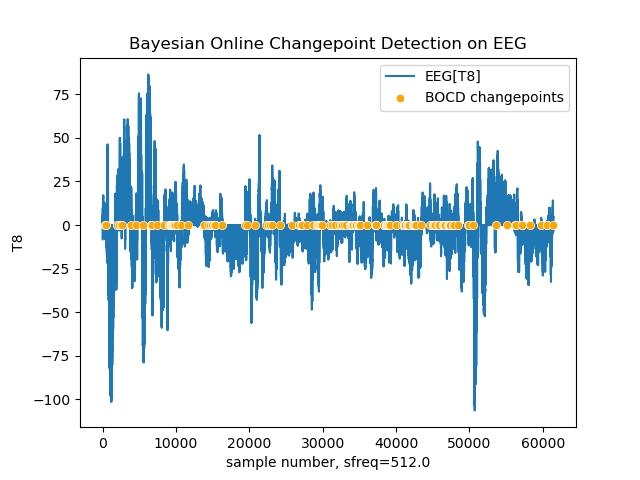 Bayesian Online Changepoint Detection on EEG
EEG[T8]
BOCD changepoints
75
50
25
0
−25
−50
−75
−100
T8
0 10000 20000 30000 40000 50000 60000
sample number, sfreq=512.0